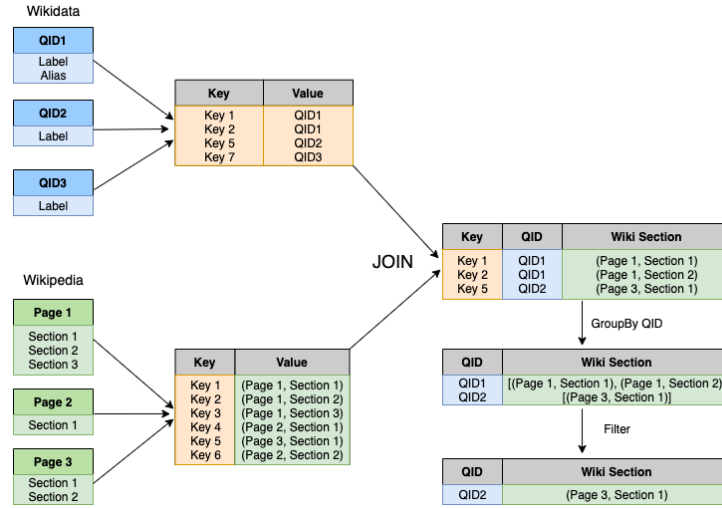 Wikidata
QID1
Label
Alias
QID2
Label
QID3
Label
Key Value
Key 1 QID1
Key 2 QID1
Key 5 QID2
Key 7 QID3
Wikipedia
Page 1
Section 1
Section 2
Section 3
Page 2
Section 1
Page 3
Section 1
Section 2
Key Value
Key 1 (Page 1, Section 1)
Key 2 (Page 1, Section 2)
Key 3 (Page 1, Section 3)
Key 4 (Page 2, Section 1)
Key 5 (Page 3, Section 1)
Key 6 (Page 2, Section 2)
JOIN
Key QID Wiki Section
Key 1 QID1 (Page 1, Section 1)
Key 2 QID1 (Page 1, Section 2)
Key 5 QID2 (Page 3, Section 1)
GroupBy QID
QID Wiki Section
QID1 [(Page 1, Section 1), (Page 1, Section 2)
QID2 [(Page 3, Section 1)]
Filter
QID Wiki Section
QID2 (Page 3, Section 1)